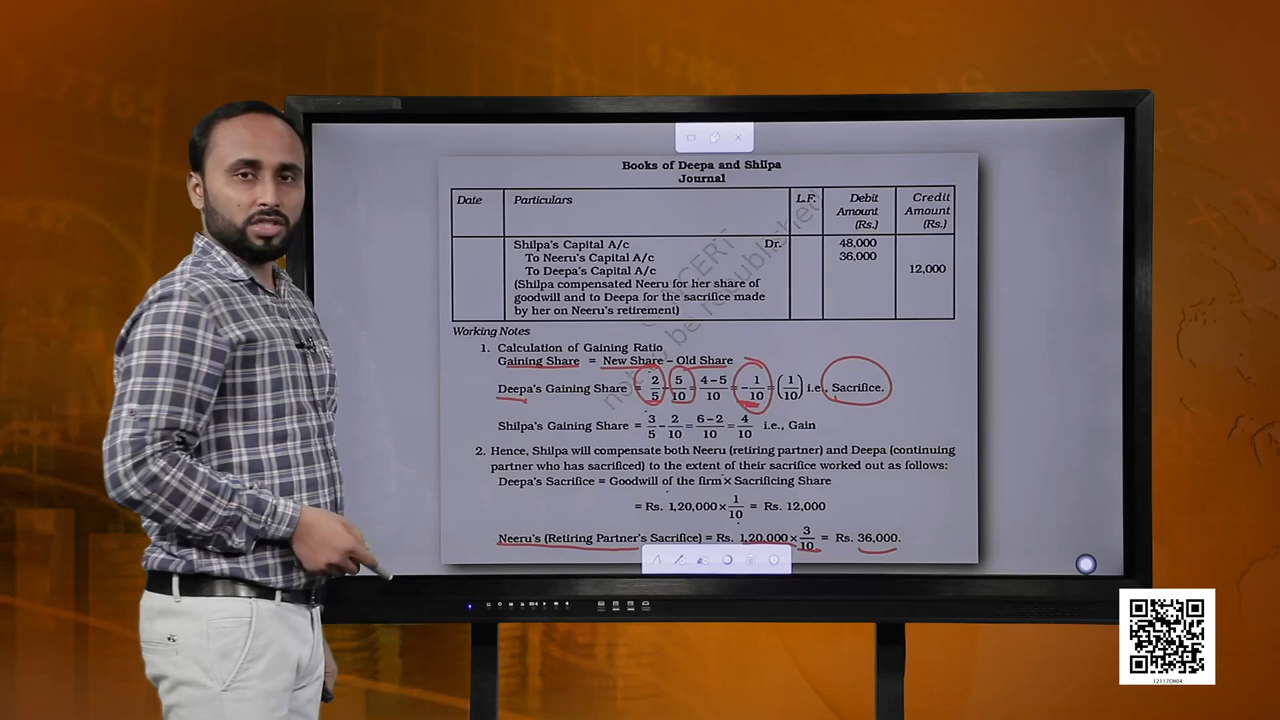 Books of Deepa and Shilpa
Journal
Date Particulars L.F. Debit Amount (Rs.) Credit Amount (Rs.)
Shilpa's Capital A/c Dr. 48,000
To Neeru's Capital A/c 36,000
To Deepa's Capital A/c 12,000
(Shilpa compensated Neeru for her share of
goodwill and to Deepa for the sacrifice made
by her on Neeru's retirement)
Working Notes
1. Calculation of Gaining Ratio
Gaining Share = New Share – Old Share
Deepa's Gaining Share = 2/5 – 5/10 = 4–5/10 = –1/10 = (1/10) i.e., Sacrifice.
Shilpa's Gaining Share = 3/5 – 2/10 = 6–2/10 = 4/10 i.e., Gain
2. Hence, Shilpa will compensate both Neeru (retiring partner) and Deepa (continuing
partner who has sacrificed) to the extent of their sacrifice worked out as follows:
Deepa's Sacrifice = Goodwill of the firm × Sacrificing Share
= Rs. 1,20,000 × 1/10 = Rs. 12,000
Neeru's (Retiring Partner's Sacrifice) = Rs. 1,20,000 × 3/10 = Rs. 36,000.
12117CH04